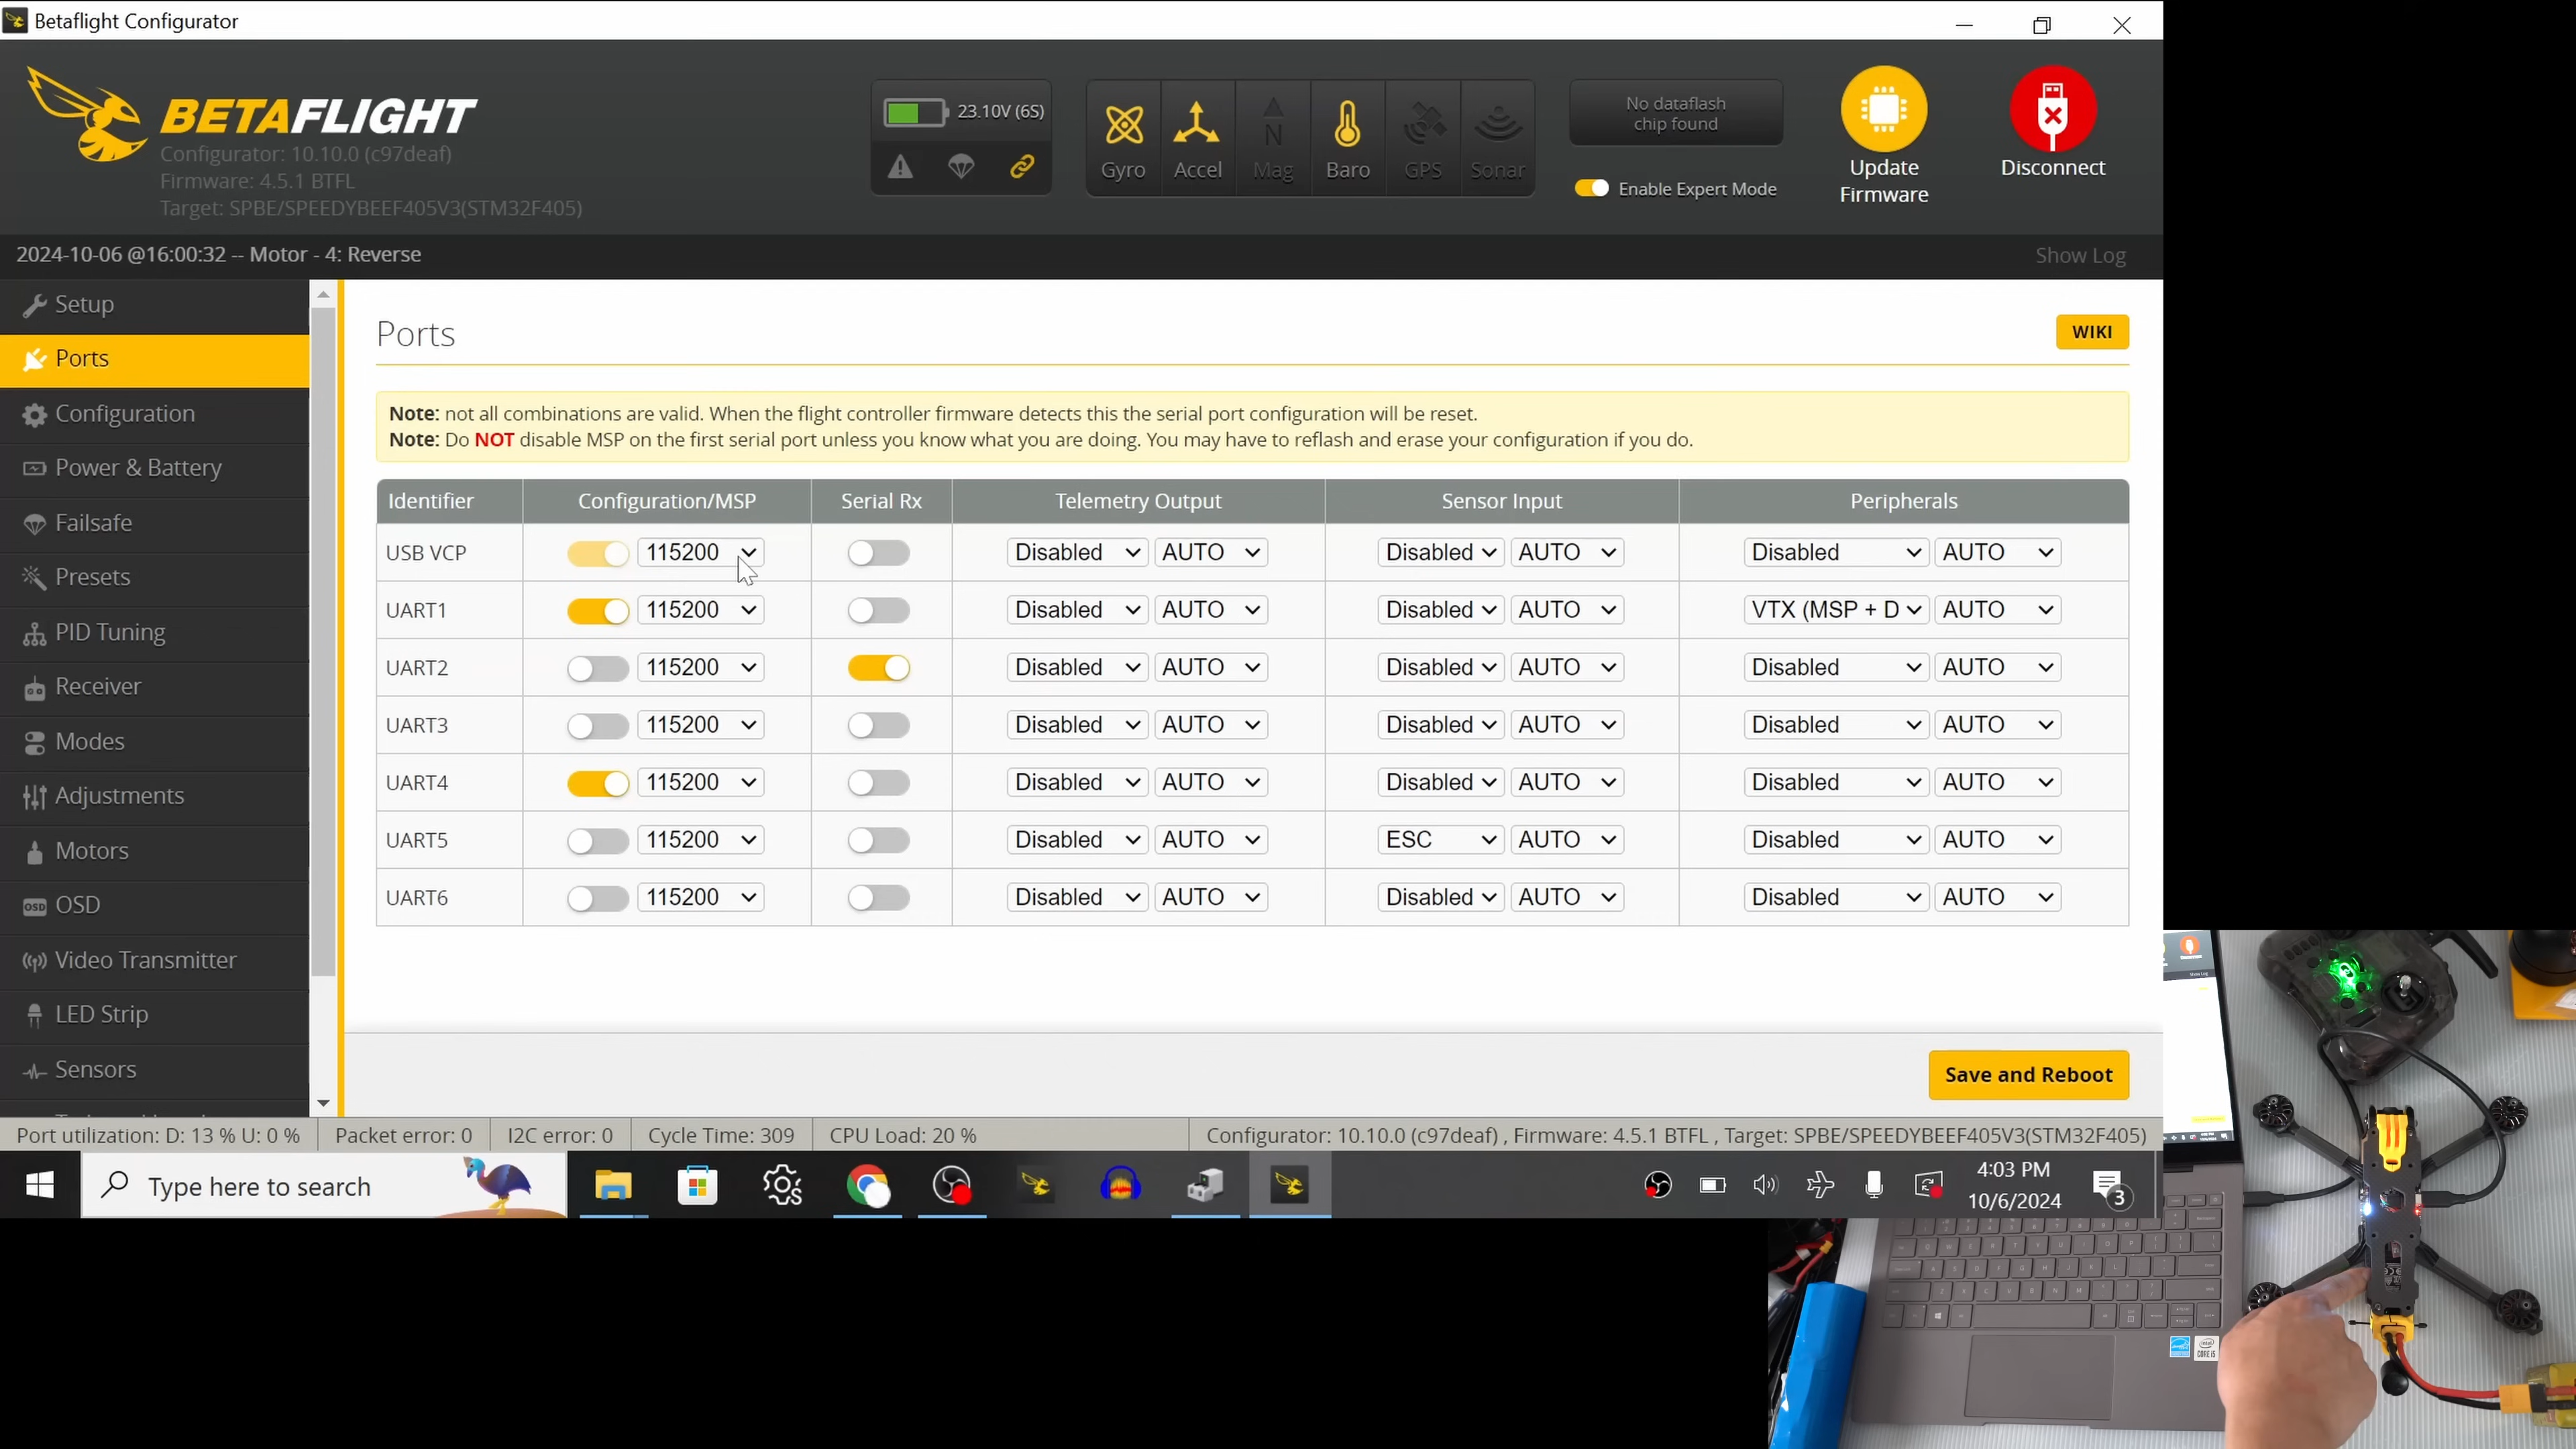 Betaflight Configurator
BETAFLIGHT
Configurator: 10.10.0 (c97deaf)
Firmware: 4.5.1 BTFL
Target: SPBE/SPEEDYBEEF405V3(STM32F405)
23.10V (6S)
Gyro Accel Mag Baro GPS Sonar
No dataflash
chip found
Enable Expert Mode
Update
Firmware
Disconnect
2024-10-06 @16:00:32 -- Motor - 4: Reverse
Show Log
Setup
Ports
Configuration
Power & Battery
Failsafe
Presets
PID Tuning
Receiver
Modes
Adjustments
Motors
OSD OSD
Video Transmitter
LED Strip
Sensors
Ports
WIKI
Note: not all combinations are valid. When the flight controller firmware detects this the serial port configuration will be reset.
Note: Do NOT disable MSP on the first serial port unless you know what you are doing. You may have to reflash and erase your configuration if you do.
Identifier Configuration/MSP Serial Rx Telemetry Output Sensor Input Peripherals
USB VCP 115200 Disabled AUTO Disabled AUTO Disabled AUTO
UART1 115200 Disabled AUTO Disabled AUTO VTX (MSP + D AUTO
UART2 115200 Disabled AUTO Disabled AUTO Disabled AUTO
UART3 115200 Disabled AUTO Disabled AUTO Disabled AUTO
UART4 115200 Disabled AUTO Disabled AUTO Disabled AUTO
UART5 115200 Disabled AUTO ESC AUTO Disabled AUTO
UART6 115200 Disabled AUTO Disabled AUTO Disabled AUTO
Save and Reboot
Port utilization: D: 13 % U: 0 % Packet error: 0 I2C error: 0 Cycle Time: 309 CPU Load: 20 % Configurator: 10.10.0 (c97deaf) , Firmware: 4.5.1 BTFL , Target: SPBE/SPEEDYBEEF405V3(STM32F405)
Type here to search
4:03 PM
10/6/2024
3
CORE i5